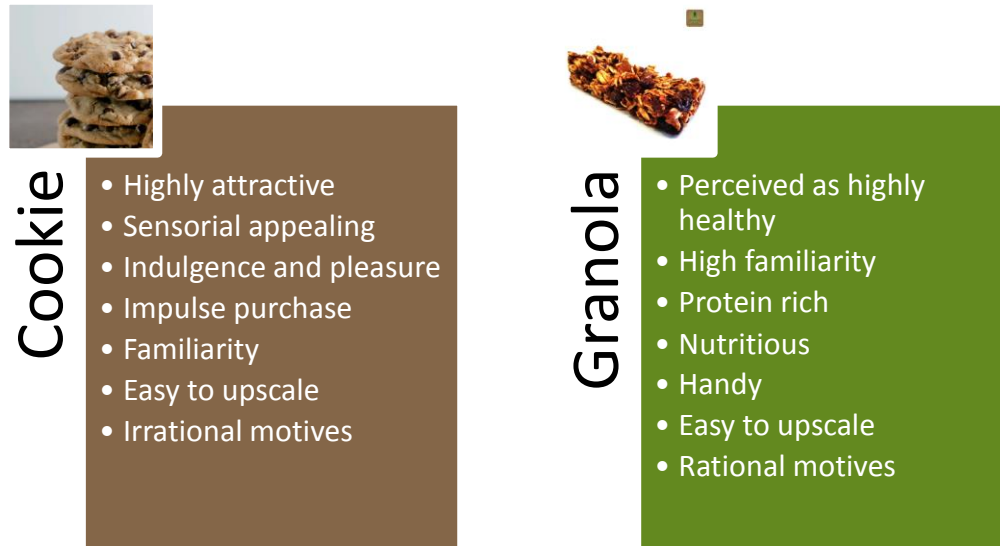 Cookie
• Highly attractive
• Sensorial appealing
• Indulgence and pleasure
• Impulse purchase
• Familiarity
• Easy to upscale
• Irrational motives
Granola
• Perceived as highly
healthy
• High familiarity
• Protein rich
• Nutritious
• Handy
• Easy to upscale
• Rational motives